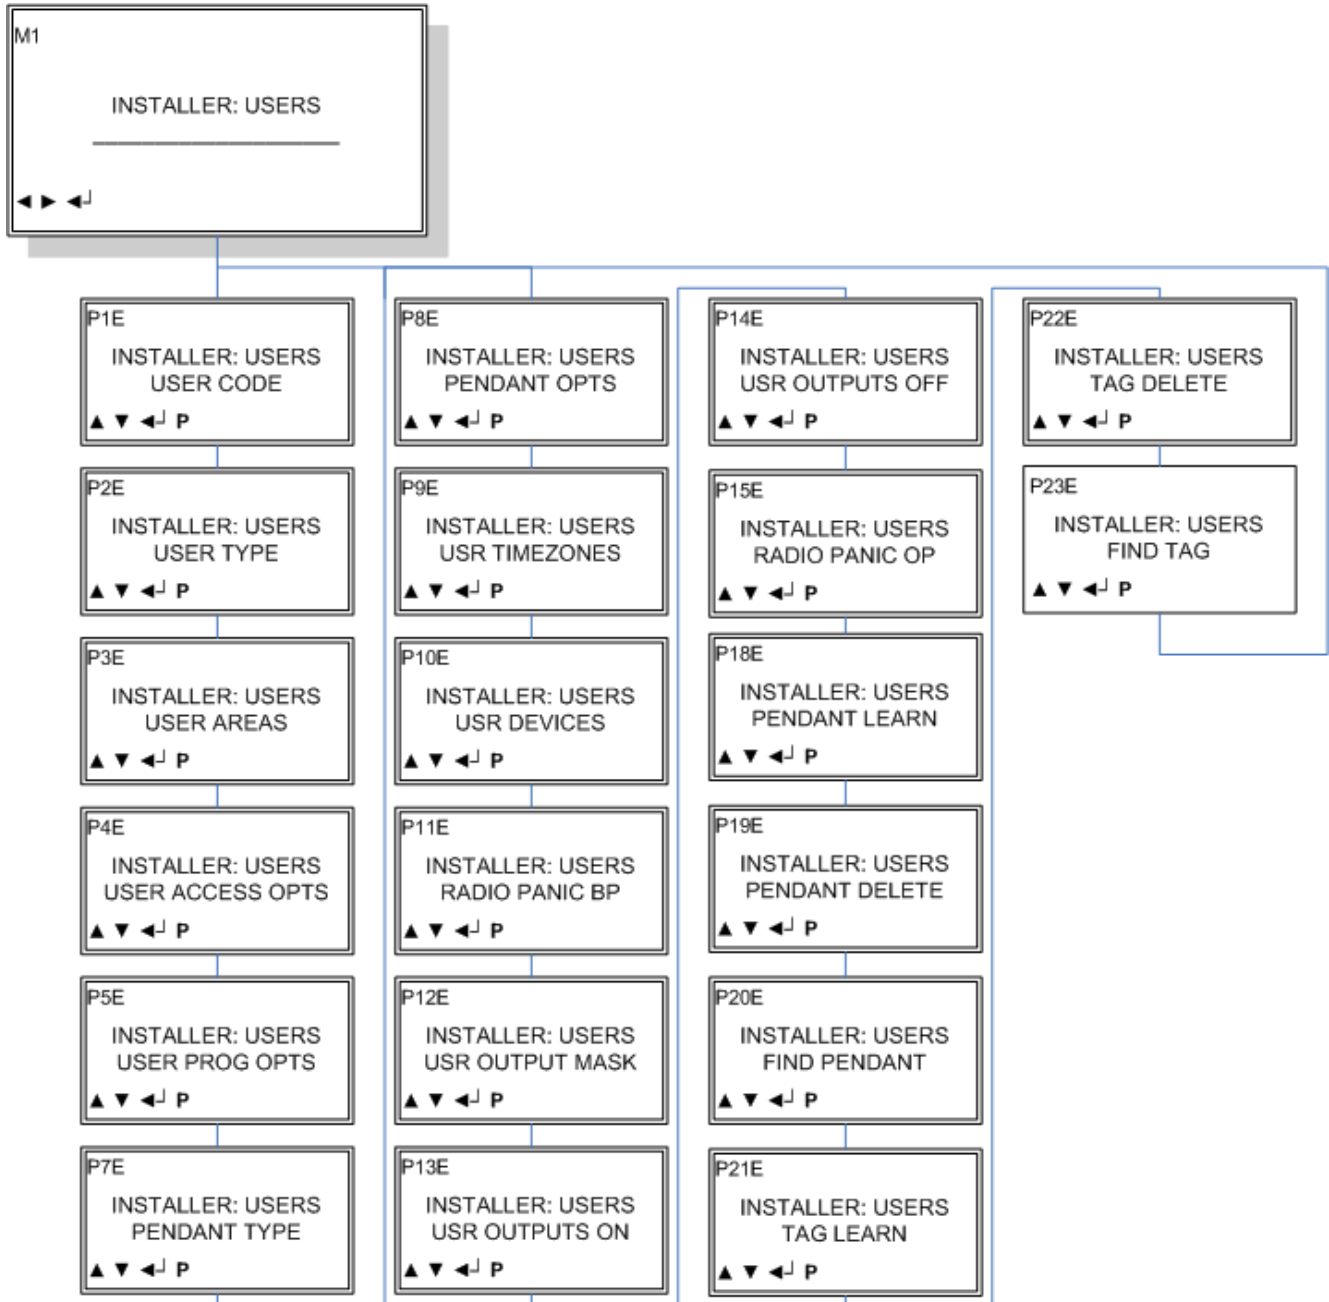 M1
INSTALLER: USERS
◄ ► ◄┘
P1E
INSTALLER: USERS
USER CODE
▲ ▼ ◄┘ P
P2E
INSTALLER: USERS
USER TYPE
▲ ▼ ◄┘ P
P3E
INSTALLER: USERS
USER AREAS
▲ ▼ ◄┘ P
P4E
INSTALLER: USERS
USER ACCESS OPTS
▲ ▼ ◄┘ P
P5E
INSTALLER: USERS
USER PROG OPTS
▲ ▼ ◄┘ P
P7E
INSTALLER: USERS
PENDANT TYPE
▲ ▼ ◄┘ P
P8E
INSTALLER: USERS
PENDANT OPTS
▲ ▼ ◄┘ P
P9E
INSTALLER: USERS
USR TIMEZONES
▲ ▼ ◄┘ P
P10E
INSTALLER: USERS
USR DEVICES
▲ ▼ ◄┘ P
P11E
INSTALLER: USERS
RADIO PANIC BP
▲ ▼ ◄┘ P
P12E
INSTALLER: USERS
USR OUTPUT MASK
▲ ▼ ◄┘ P
P13E
INSTALLER: USERS
USR OUTPUTS ON
▲ ▼ ◄┘ P
P14E
INSTALLER: USERS
USR OUTPUTS OFF
▲ ▼ ◄┘ P
P15E
INSTALLER: USERS
RADIO PANIC OP
▲ ▼ ◄┘ P
P18E
INSTALLER: USERS
PENDANT LEARN
▲ ▼ ◄┘ P
P19E
INSTALLER: USERS
PENDANT DELETE
▲ ▼ ◄┘ P
P20E
INSTALLER: USERS
FIND PENDANT
▲ ▼ ◄┘ P
P21E
INSTALLER: USERS
TAG LEARN
▲ ▼ ◄┘ P
P22E
INSTALLER: USERS
TAG DELETE
▲ ▼ ◄┘ P
P23E
INSTALLER: USERS
FIND TAG
▲ ▼ ◄┘ P